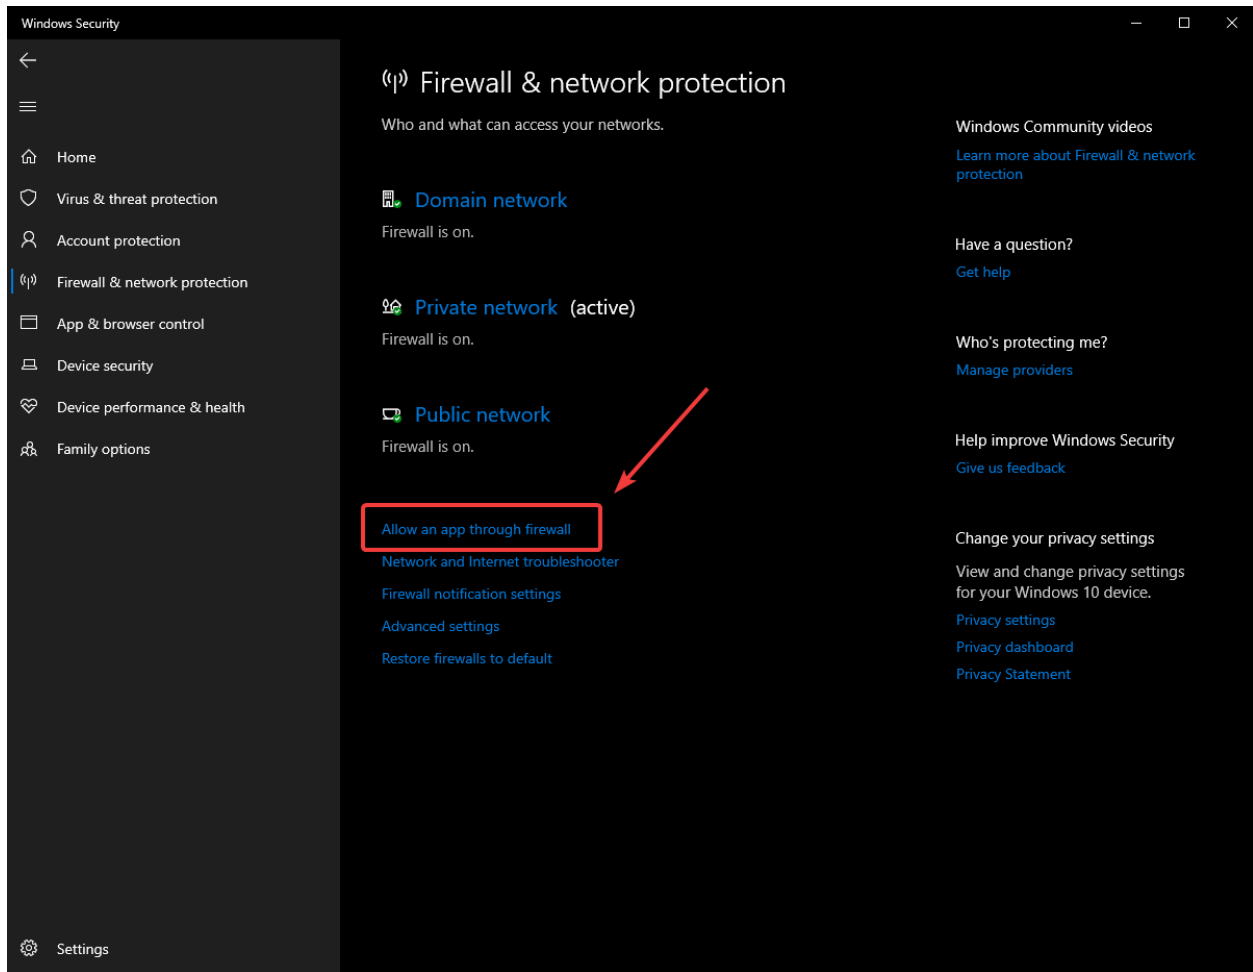 Windows Security
Home
Virus & threat protection
Account protection
Firewall & network protection
App & browser control
Device security
Device performance & health
Family options
Settings
Firewall & network protection
Who and what can access your networks.
Domain network
Firewall is on.
Private network (active)
Firewall is on.
Public network
Firewall is on.
Allow an app through firewall
Network and Internet troubleshooter
Firewall notification settings
Advanced settings
Restore firewalls to default
Windows Community videos
Learn more about Firewall & network
protection
Have a question?
Get help
Who's protecting me?
Manage providers
Help improve Windows Security
Give us feedback
Change your privacy settings
View and change privacy settings
for your Windows 10 device.
Privacy settings
Privacy dashboard
Privacy Statement